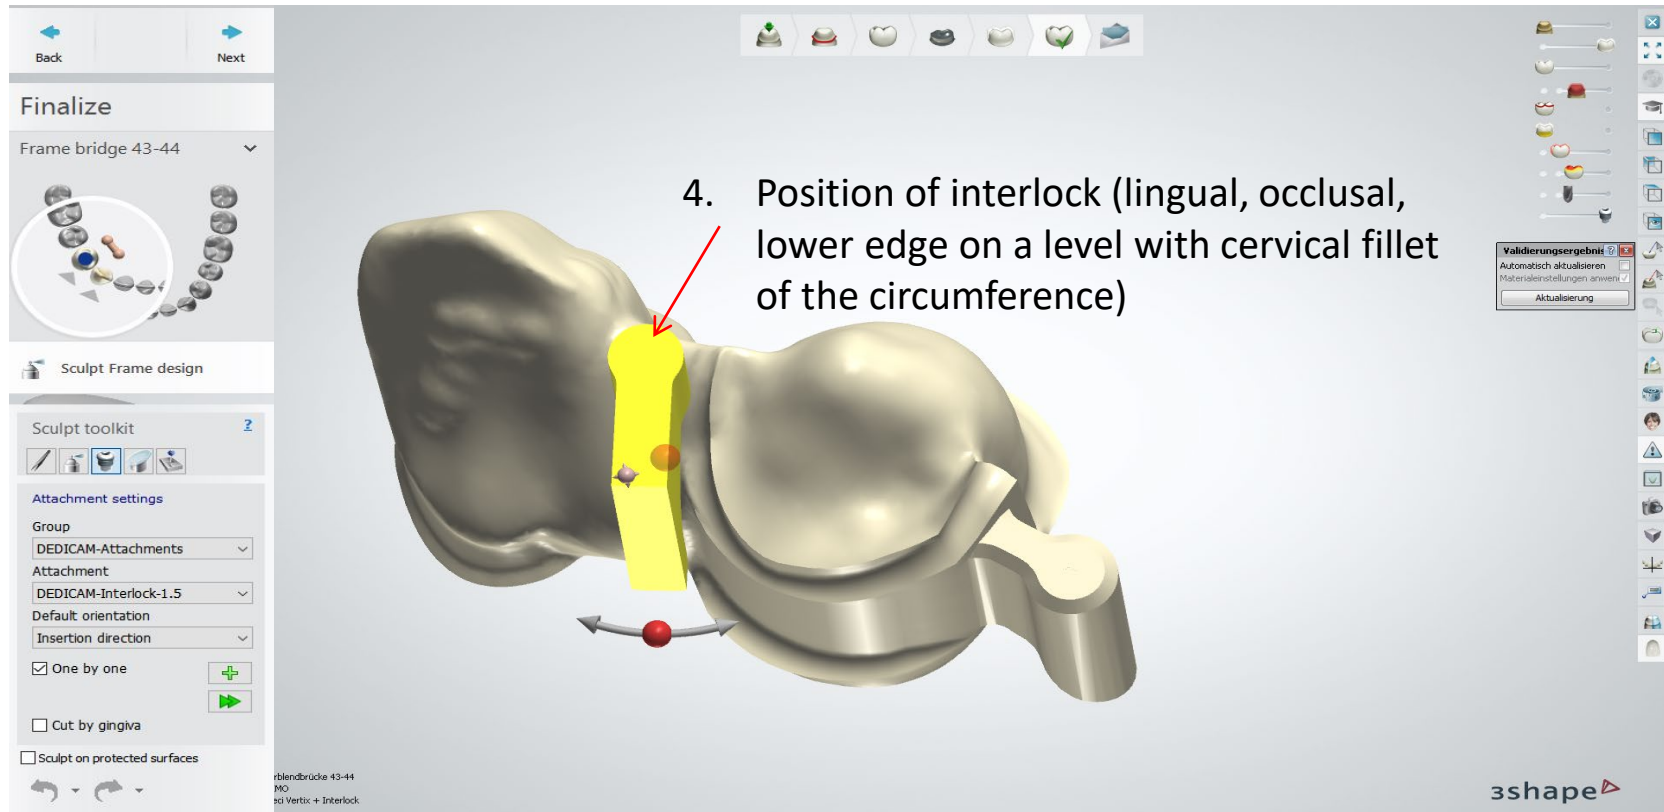 Back
Next
Finalize
Frame bridge 43-44
Sculpt Frame design
Sculpt toolkit
?
Attachment settings
Group
DEDICAM-Attachments
Attachment
DEDICAM-Interlock-1.5
Default orientation
Insertion direction
One by one
Cut by gingiva
Sculpt on protected surfaces
4. Position of interlock (lingual, occlusal,
lower edge on a level with cervical fillet
of the circumference)
Validierungsergebnis
Automatisch aktualisieren
Materialeinstellungen anwen
Aktualisierung
rblendbrücke 43-44
MO
eci Vertix + Interlock
3shape